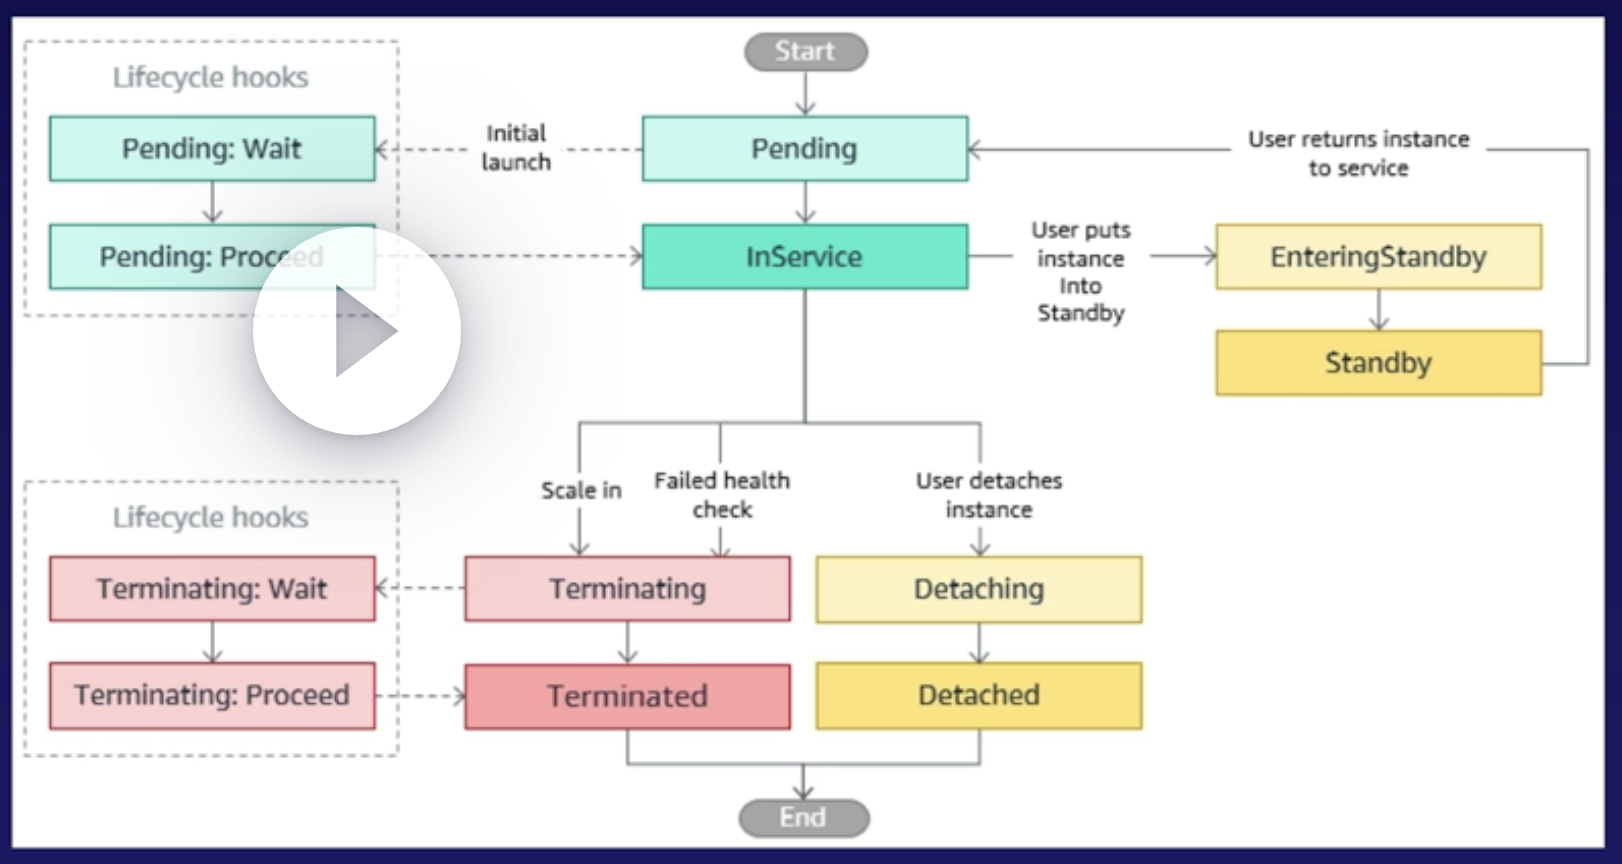 Start
Lifecycle hooks
Pending: Wait
Initial
launch
Pending
User returns instance
to service
Pending: Proceed
InService
User puts
instance
Into
Standby
EnteringStandby
Standby
Scale in
Failed health
check
User detaches
instance
Lifecycle hooks
Terminating: Wait
Terminating
Detaching
Terminating: Proceed
Terminated
Detached
End